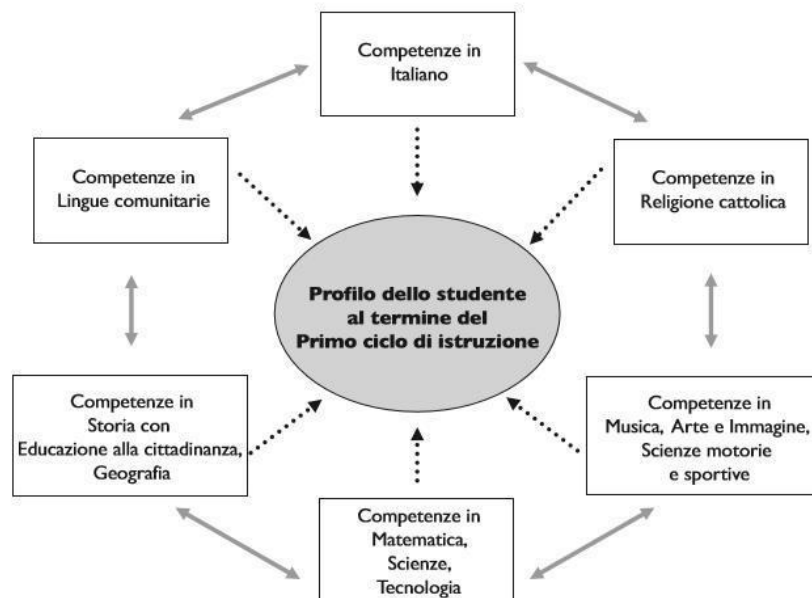 Competenze in
Italiano
Competenze in
Lingue comunitarie
Competenze in
Religione cattolica
Profilo dello studente
al termine del
Primo ciclo di istruzione
Competenze in
Storia con
Educazione alla cittadinanza,
Geografia
Competenze in
Musica, Arte e Immagine,
Scienze motorie
e sportive
Competenze in
Matematica,
Scienze,
Tecnologia